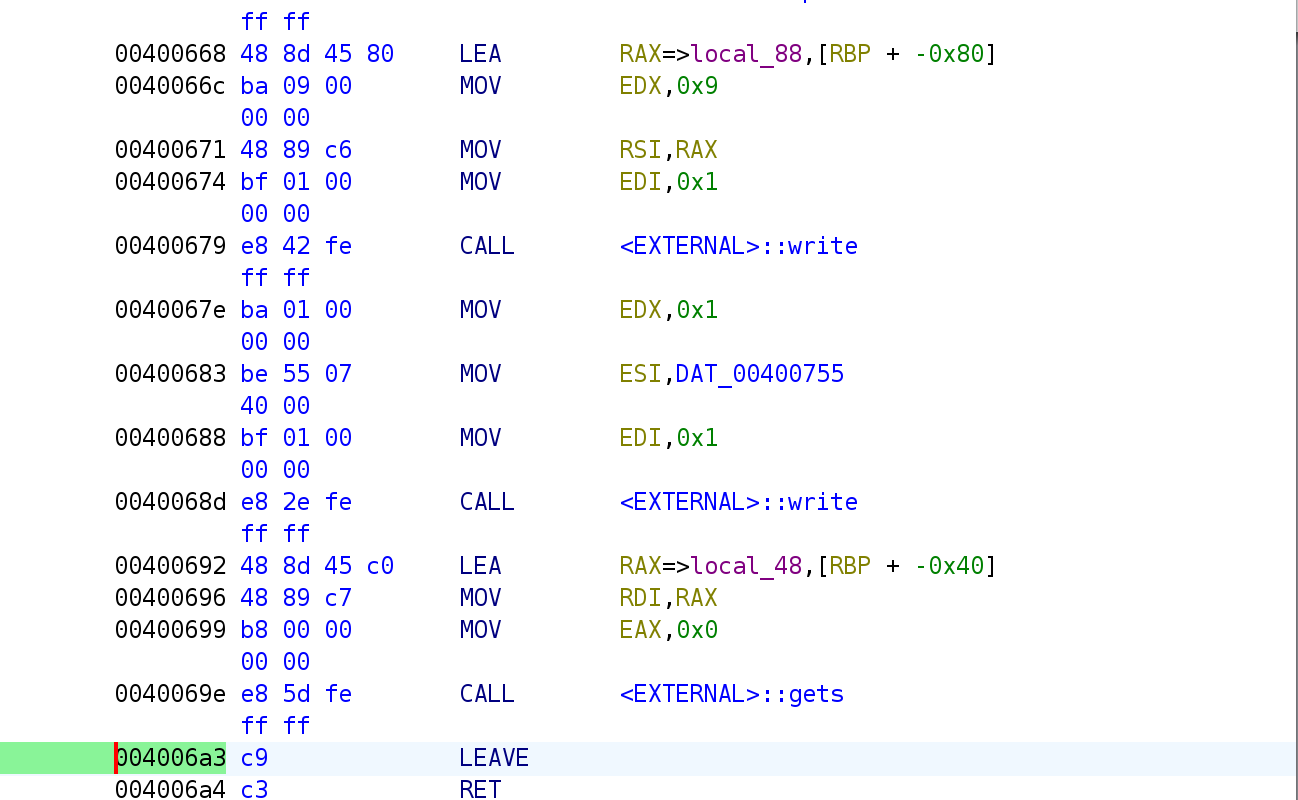 ff ff
00400668 48 8d 45 80 LEA RAX=>local_88,[RBP + -0x80]
0040066c ba 09 00 MOV EDX,0x9
00 00
00400671 48 89 c6 MOV RSI,RAX
00400674 bf 01 00 MOV EDI,0x1
00 00
00400679 e8 42 fe CALL <EXTERNAL>::write
ff ff
0040067e ba 01 00 MOV EDX,0x1
00 00
00400683 be 55 07 MOV ESI,DAT_00400755
40 00
00400688 bf 01 00 MOV EDI,0x1
00 00
0040068d e8 2e fe CALL <EXTERNAL>::write
ff ff
00400692 48 8d 45 c0 LEA RAX=>local_48,[RBP + -0x40]
00400696 48 89 c7 MOV RDI,RAX
00400699 b8 00 00 MOV EAX,0x0
00 00
0040069e e8 5d fe CALL <EXTERNAL>::gets
ff ff
004006a3 c9 LEAVE
004006a4 c3 RET